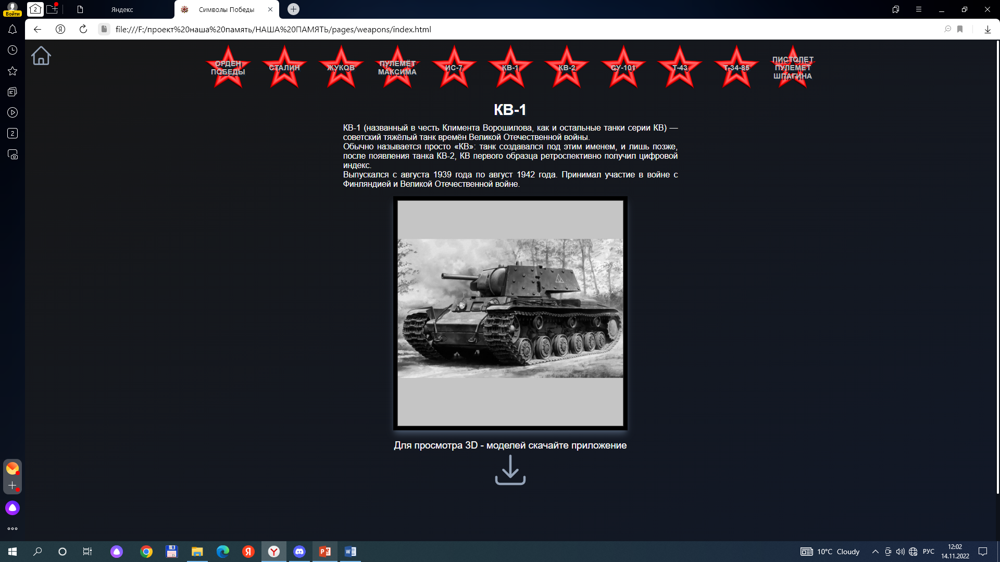 2
Яндекс
Символы Победы
Войти
Я
file:///F:/проект%20наша%20память/НАША%20ПАМЯТЬ/pages/weapons/index.html
ОРДЕН
ПОБЕДЫ
СТАЛИН
ЖУКОВ
ПУЛЕМЁТ
МАКСИМА
ИС-7
КВ-1
КВ-2
СУ-101
Т-43
Т-34-85
ПИСТОЛЕТ
ПУЛЕМЕТ
ШПАГИНА
2
КВ-1
КВ-1 (названный в честь Климента Ворошилова, как и остальные танки серии КВ) —
советский тяжёлый танк времён Великой Отечественной войны.
Обычно называется просто «КВ»: танк создавался под этим именем, и лишь позже,
после появления танка КВ-2, КВ первого образца ретроспективно получил цифровой
индекс.
Выпускался с августа 1939 года по август 1942 года. Принимал участие в войне с
Финляндией и Великой Отечественной войне.
Для просмотра 3D - моделей скачайте приложение
Я
10°C Cloudy
РУС
12:02
14.11.2022